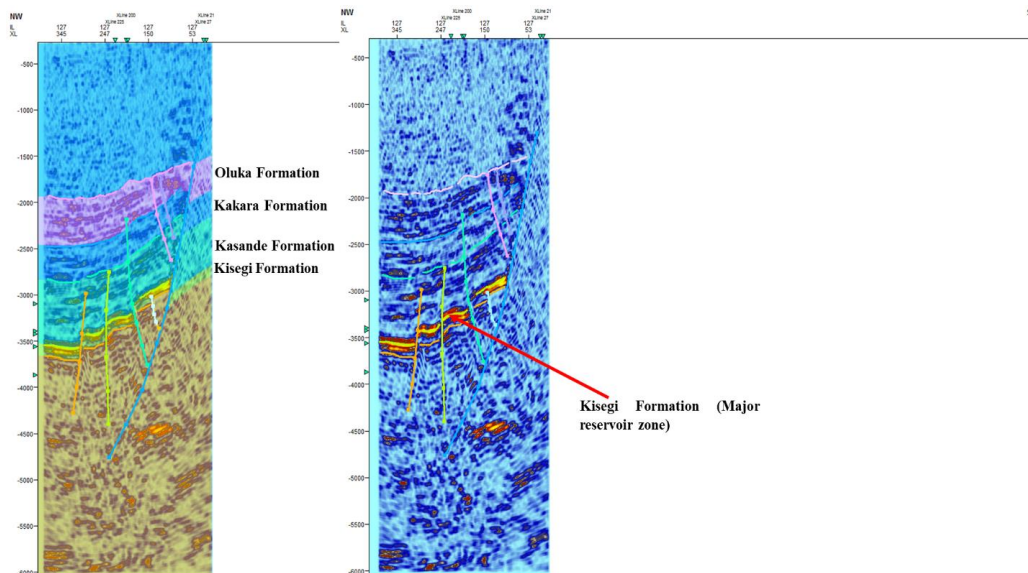 XLine 200 XLine 21
NW XLine 225 XLine 27
IL 127 127 127 127
XL 345 247 150 53
-500
-1000
-1500
-2000
-2500
-3000
-3500
-4000
-4500
-5000
-5500
-6000
Oluka Formation
Kakara Formation
Kasande Formation
Kisegi Formation
XLine 200 XLine 21
NW XLine 225 XLine 27
IL 127 127 127 127
XL 345 247 150 53
-500
-1000
-1500
-2000
-2500
-3000
-3500
-4000
-4500
-5000
-5500
-6000
Kisegi Formation (Major
reservoir zone)